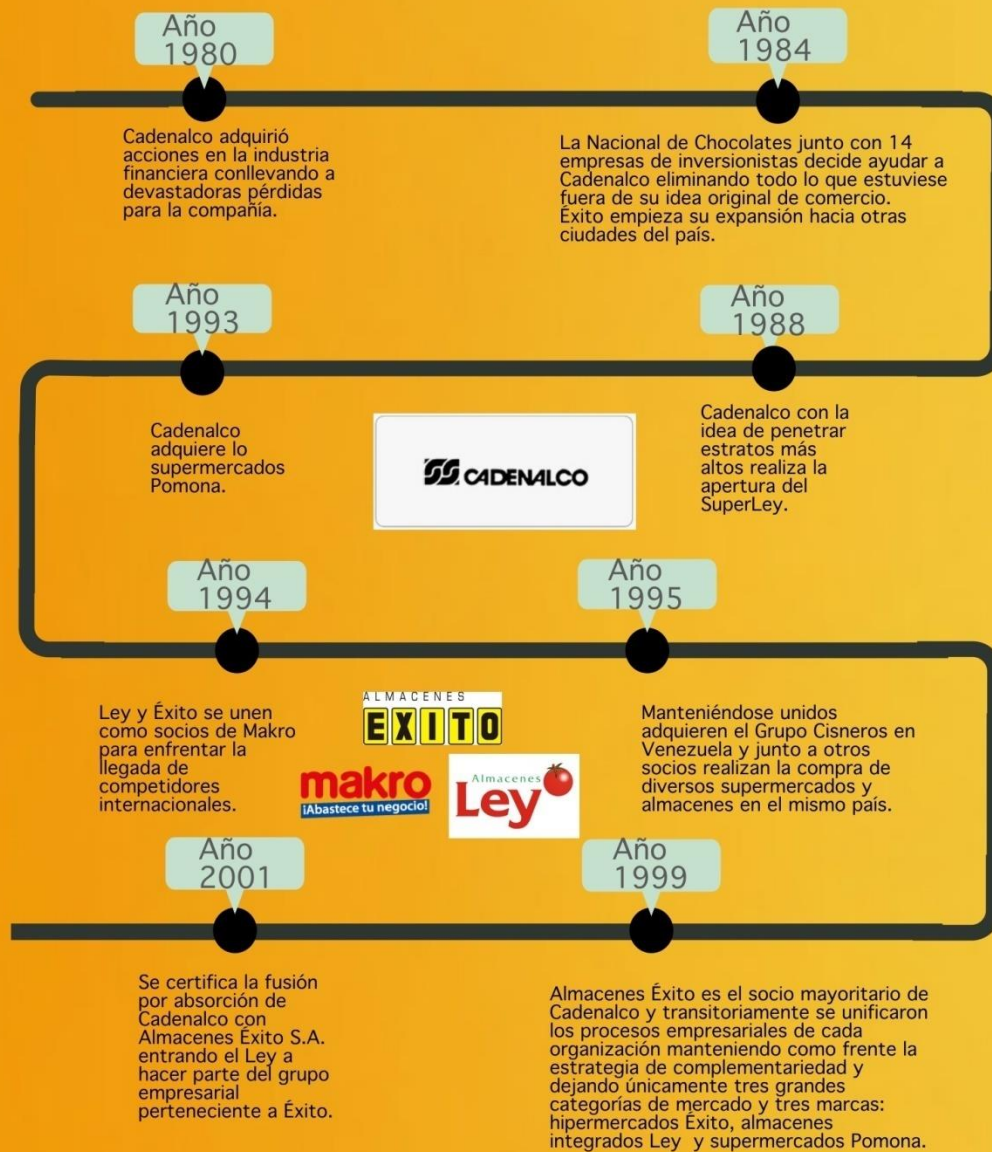 Año
1980
Cadenalco adquirió
acciones en la industria
financiera conllevando a
devastadoras pérdidas
para la compañía.
Año
1984
La Nacional de Chocolates junto con 14
empresas de inversionistas decide ayudar a
Cadenalco eliminando todo lo que estuviese
fuera de su idea original de comercio.
Éxito empieza su expansión hacia otras
ciudades del país.
Año
1988
Cadenalco con la
idea de penetrar
estratos más
altos realiza la
apertura del
SuperLey.
CADENALCO
Año
1993
Cadenalco
adquiere lo
supermercados
Pomona.
Año
1994
Ley y Éxito se unen
como socios de Makro
para enfrentar la
llegada de
competidores
internacionales.
ALMACENES
EXITO
makro
¡Abastece tu negocio!
Almacenes
Ley
Año
1995
Manteniéndose unidos
adquieren el Grupo Cisneros en
Venezuela y junto a otros
socios realizan la compra de
diversos supermercados y
almacenes en el mismo país.
Año
1999
Almacenes Éxito es el socio mayoritario de
Cadenalco y transitoriamente se unificaron
los procesos empresariales de cada
organización manteniendo como frente la
estrategia de complementariedad y
dejando únicamente tres grandes
categorías de mercado y tres marcas:
hipermercados Éxito, almacenes
integrados Ley y supermercados Pomona.
Año
2001
Se certifica la fusión
por absorción de
Cadenalco con
Almacenes Éxito S.A.
entrando el Ley a
hacer parte del grupo
empresarial
perteneciente a Éxito.